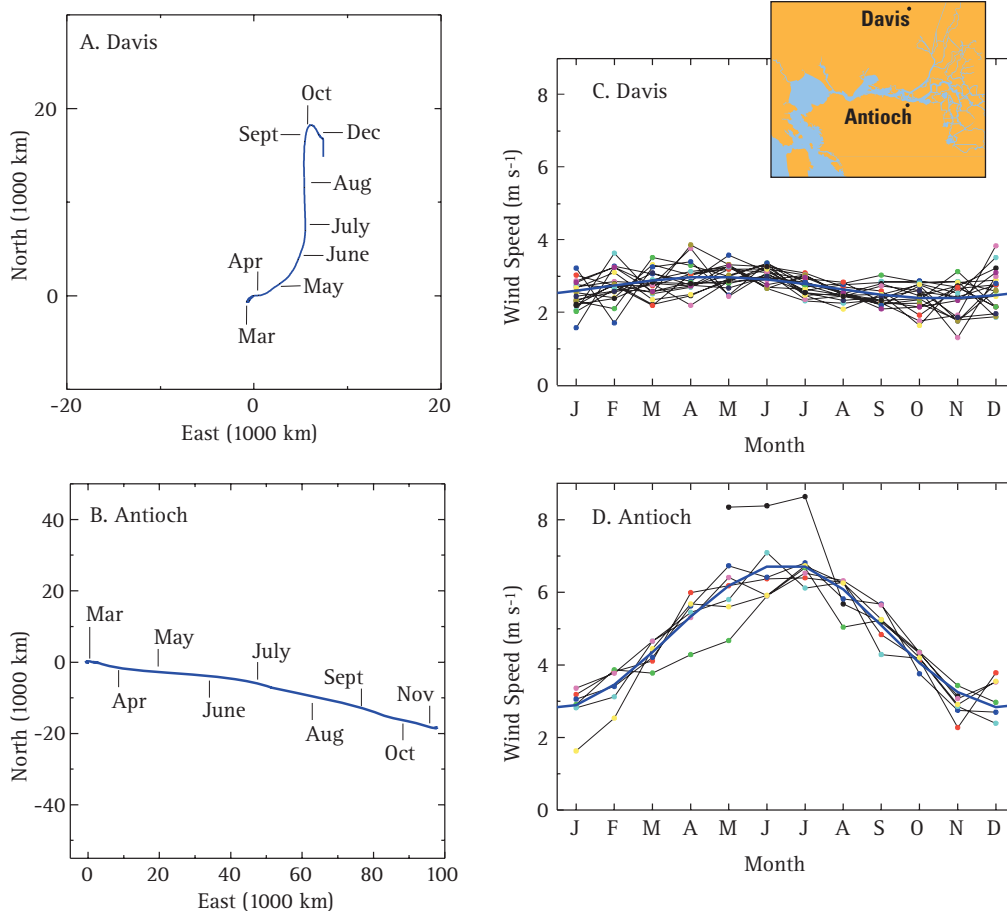 A. Davis
Oct
Sept
Dec
Aug
July
June
Apr
May
Mar
20
0
North (1000 km)
-20
0
20
East (1000 km)
Davis
Antioch
C. Davis
8
6
4
2
0
Wind Speed (m s-1)
J F M A M J J A S O N D
Month
B. Antioch
40
20
0
-20
-40
North (1000 km)
Mar
May
July
Sept
Nov
Apr
June
Aug
Oct
0 20 40 60 80 100
East (1000 km)
D. Antioch
8
6
4
2
0
Wind Speed (m s-1)
J F M A M J J A S O N D
Month